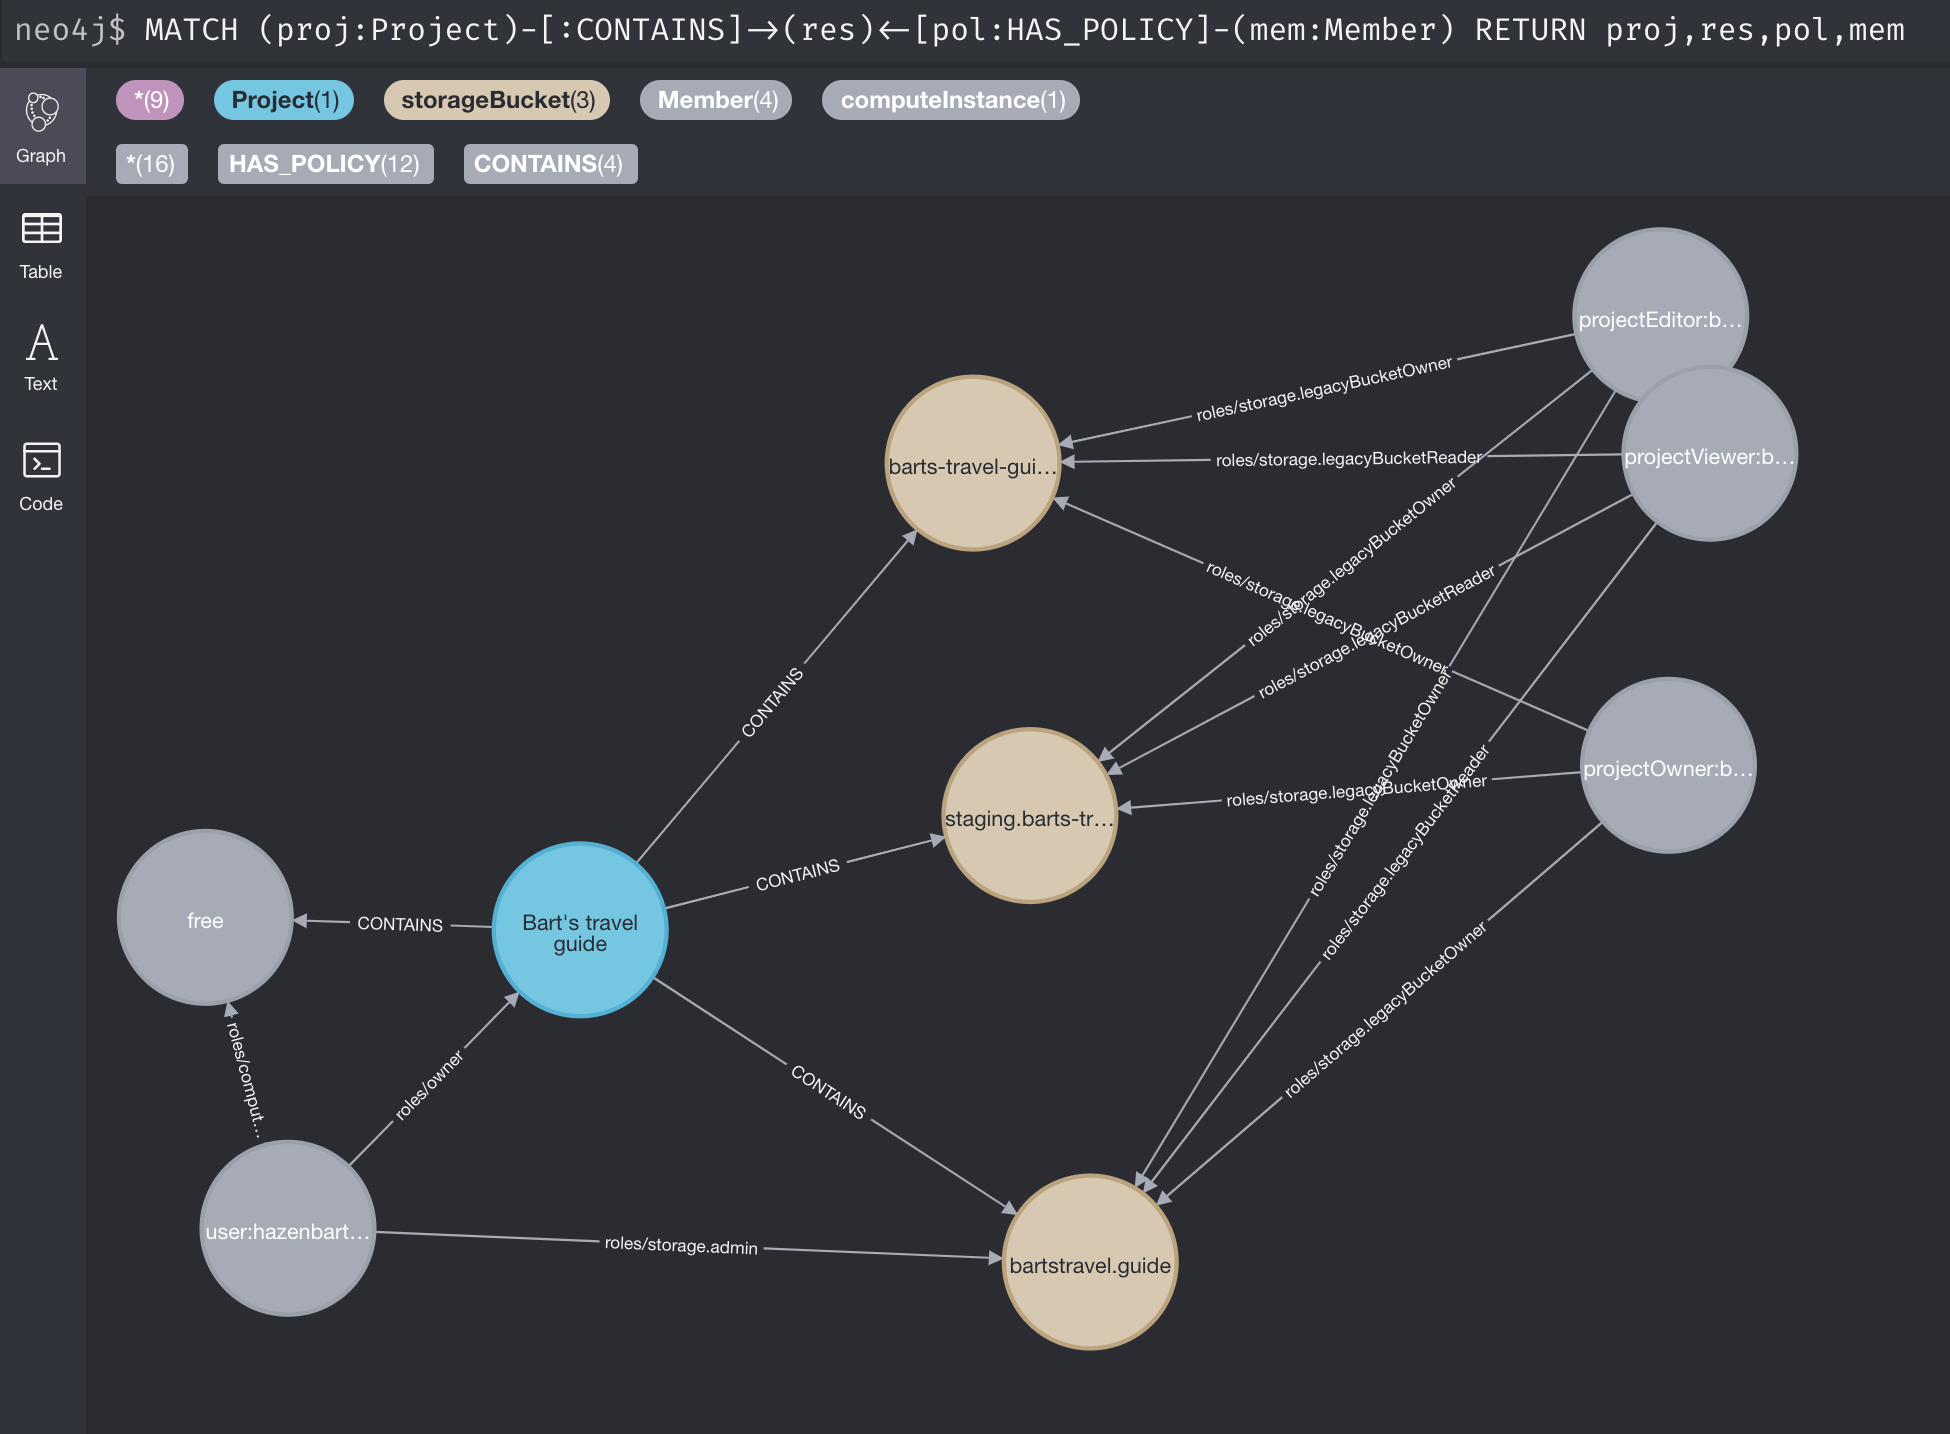 neo4j$ MATCH (proj:Project)-[:CONTAINS]->(res)<-[pol:HAS_POLICY]-(mem:Member) RETURN proj,res,pol,mem
*(9) Project(1) storageBucket(3) Member(4) computeInstance(1)
*(16) HAS_POLICY(12) CONTAINS(4)
Graph
Table
Text
Code
projectEditor:b...
projectViewer:b...
projectOwner:b...
barts-travel-gui...
staging.barts-tr...
bartstravel.guide
free
Bart's travel
guide
user:hazenbart...
roles/storage.legacyBucketOwner
roles/storage.legacyBucketReader
roles/storage.legacyBucketOwner
roles/storage.legacyBucketReader
roles/storage.legacyBucketOwner
roles/storage.legacyBucketOwner
roles/storage.legacyBucketOwner
roles/storage.legacyBucketReader
roles/storage.legacyBucketOwner
CONTAINS
CONTAINS
CONTAINS
CONTAINS
roles/comput...
roles/owner
roles/storage.admin